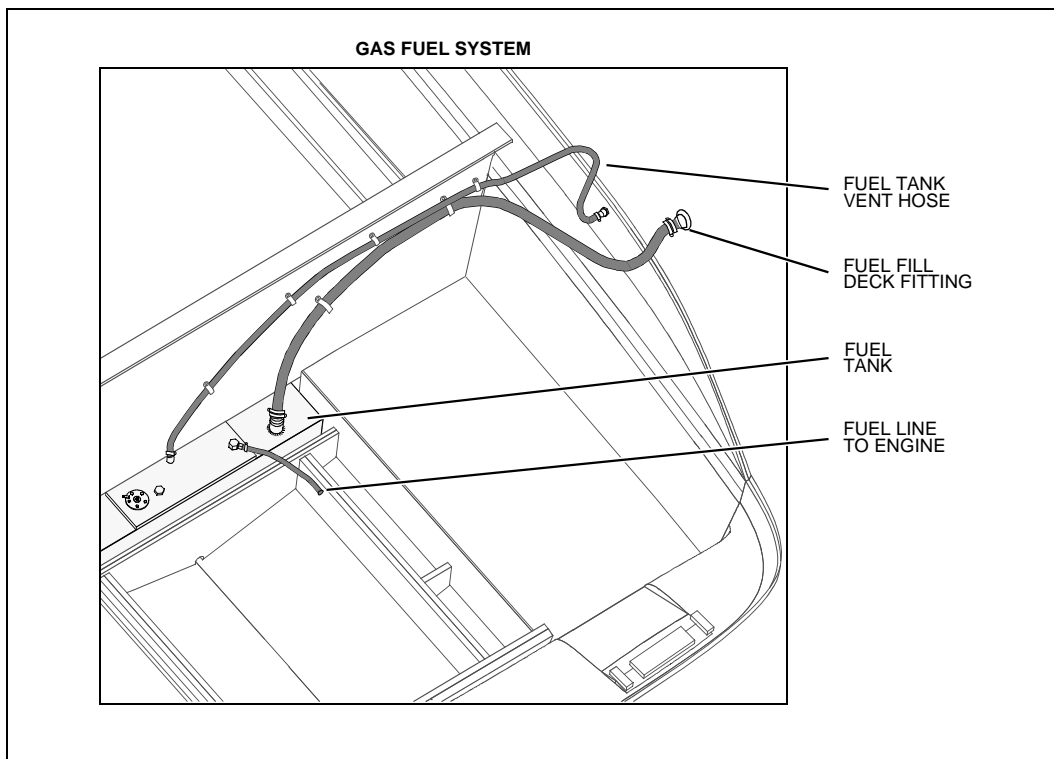 GAS FUEL SYSTEM
FUEL TANK
VENT HOSE
FUEL FILL
DECK FITTING
FUEL
TANK
FUEL LINE
TO ENGINE